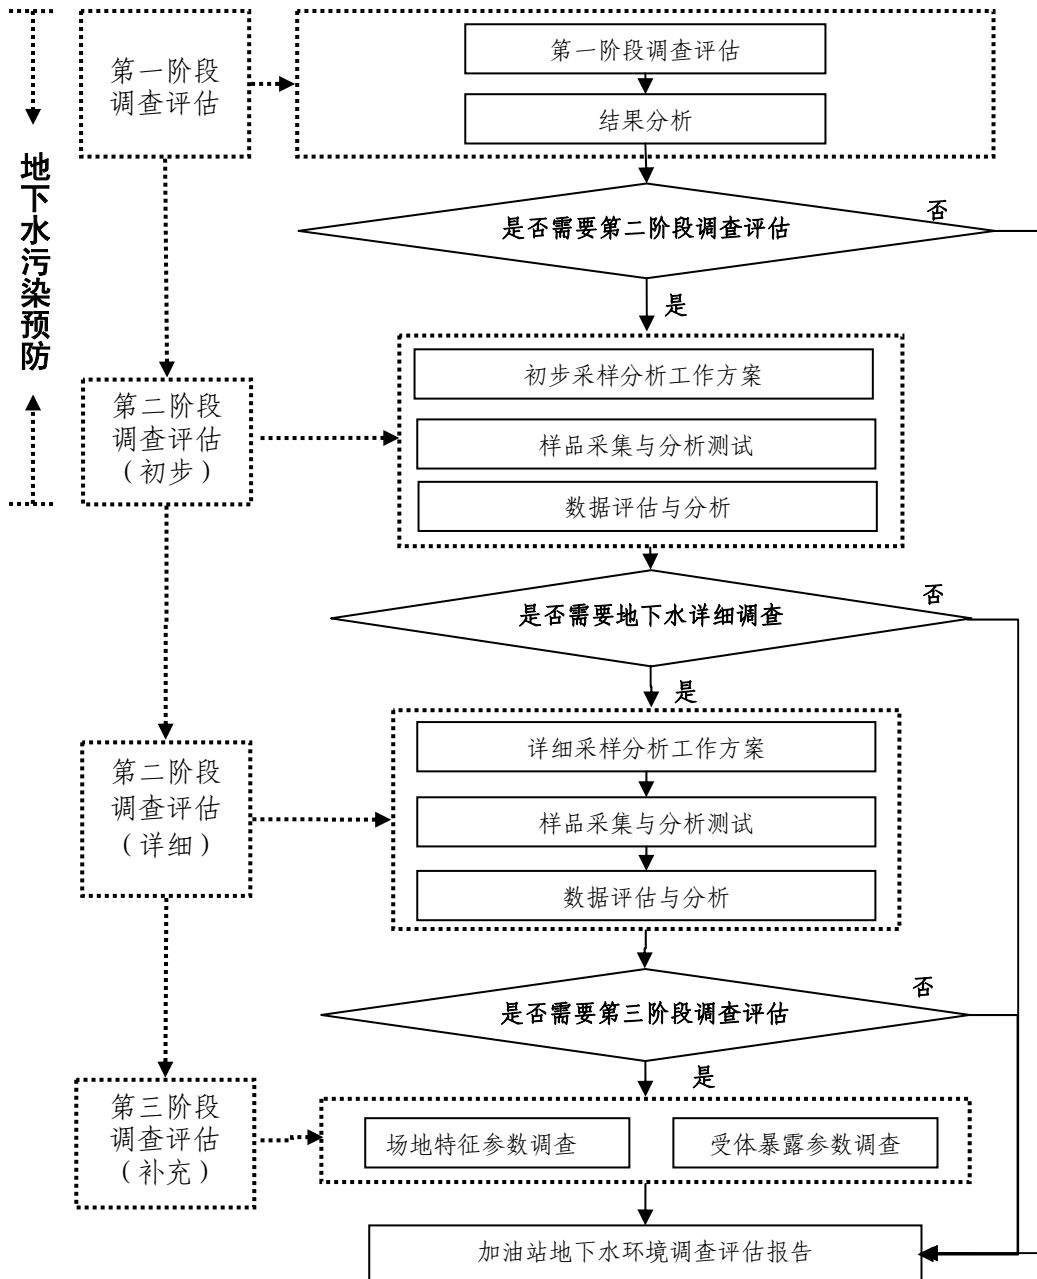 地下水污染预防
第一阶段
调查评估
第一阶段调查评估
结果分析
是否需要第二阶段调查评估
否
是
第二阶段
调查评估
（初步）
初步采样分析工作方案
样品采集与分析测试
数据评估与分析
是否需要地下水详细调查
否
是
第二阶段
调查评估
（详细）
详细采样分析工作方案
样品采集与分析测试
数据评估与分析
是否需要第三阶段调查评估
否
是
第三阶段
调查评估
（补充）
场地特征参数调查
受体暴露参数调查
加油站地下水环境调查评估报告